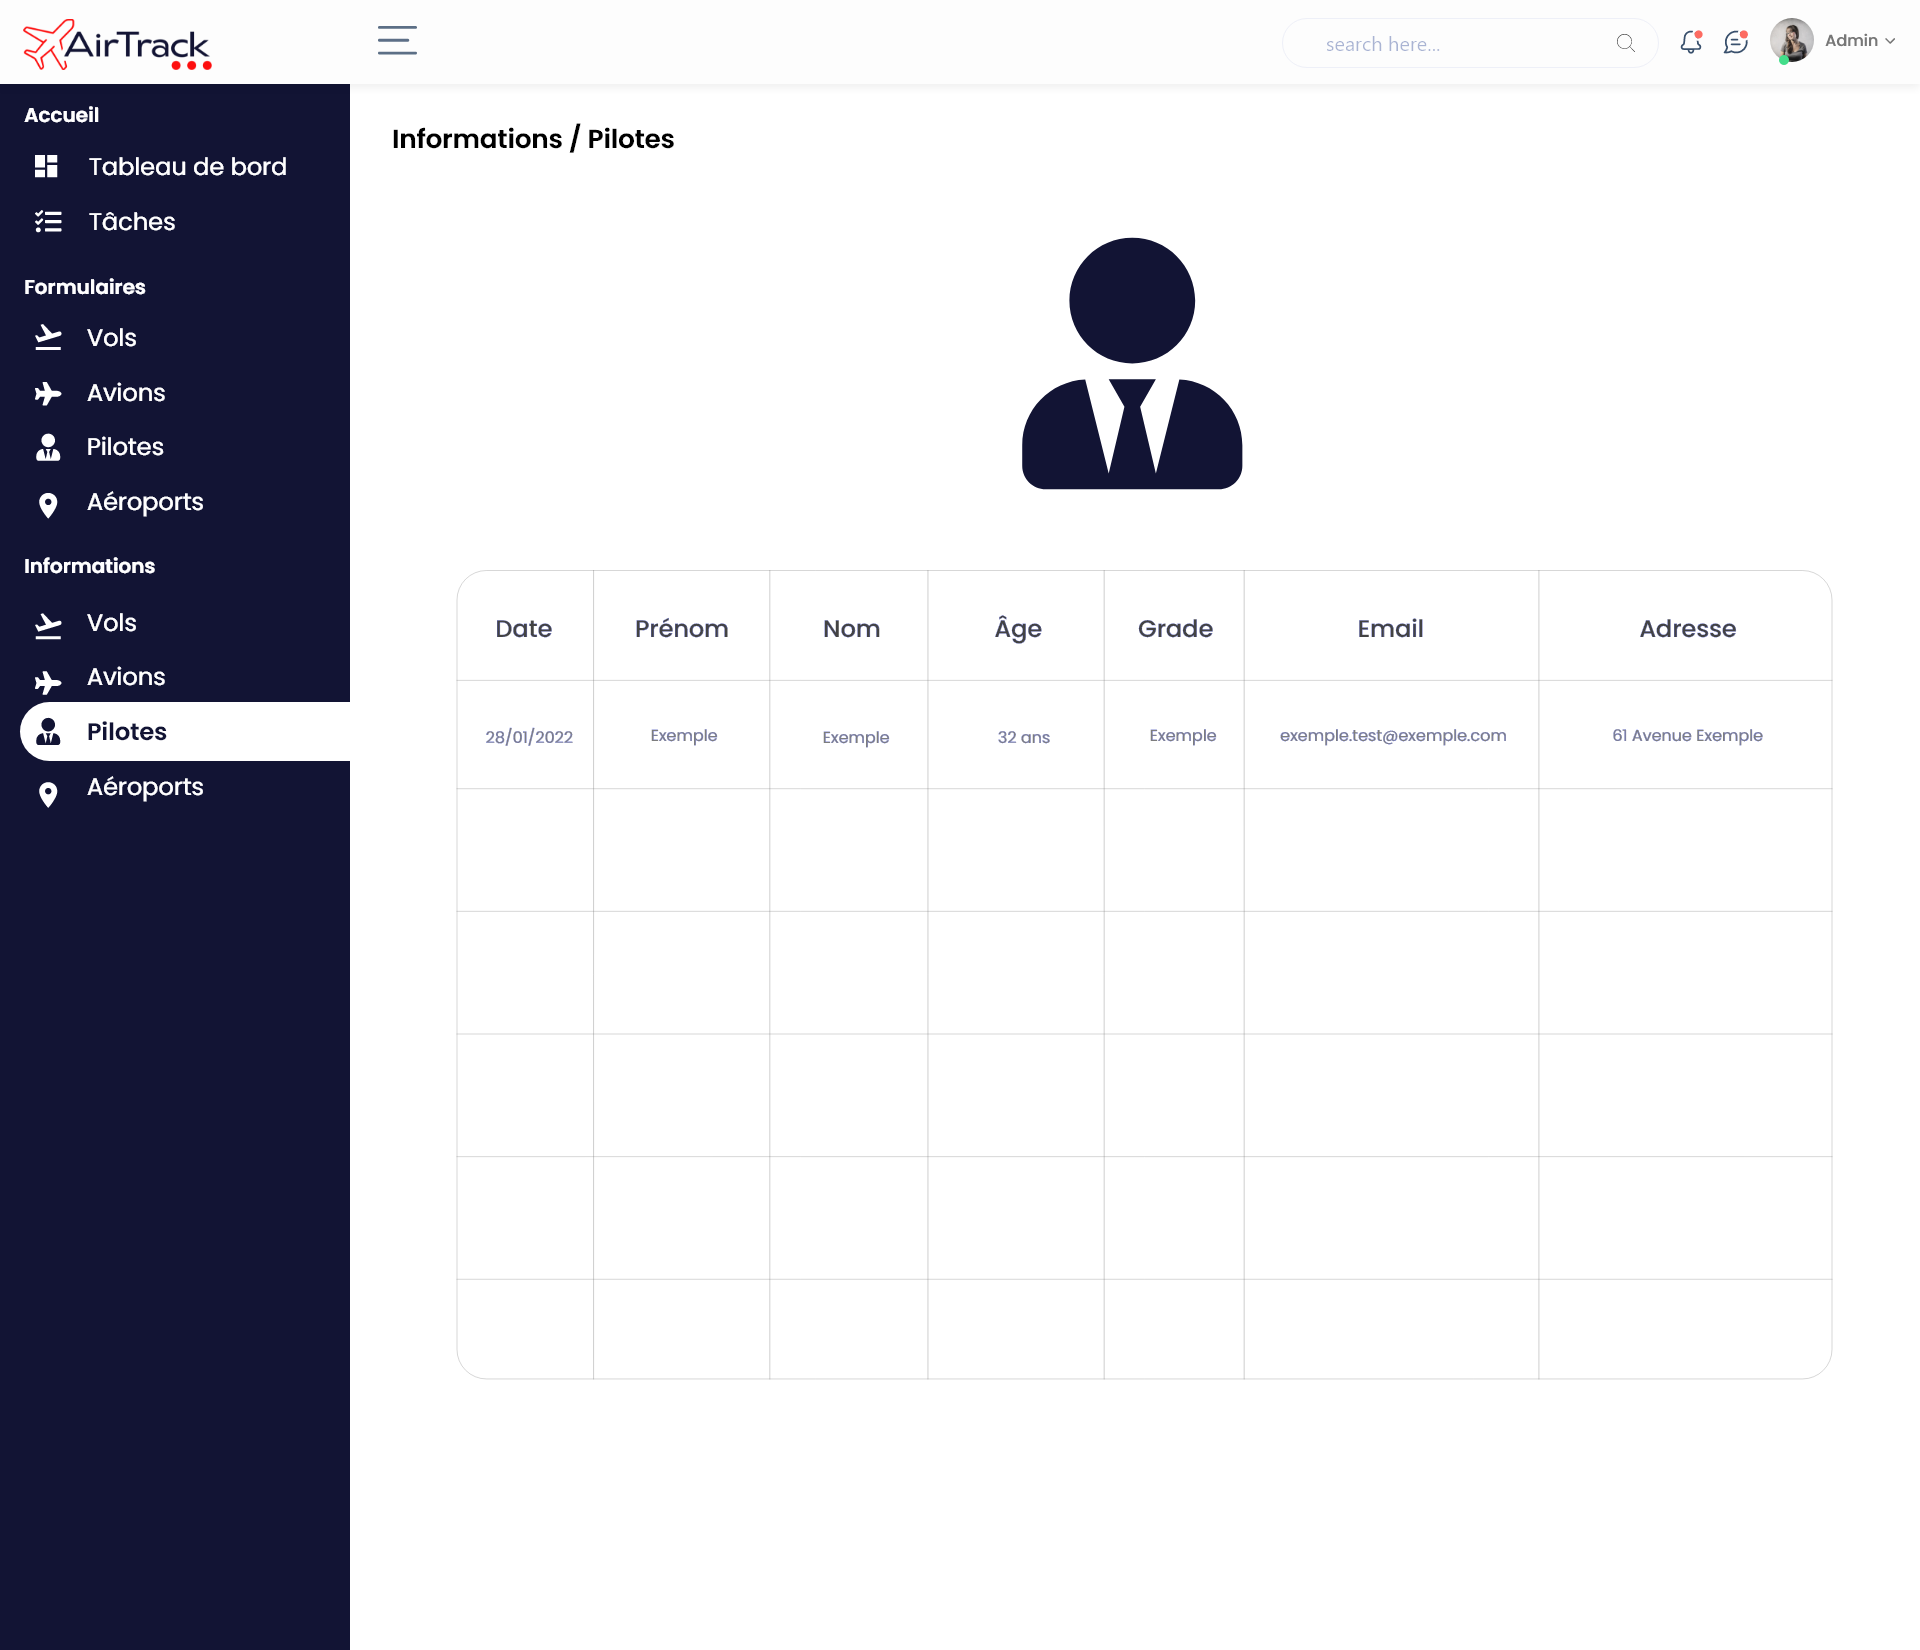 AirTrack
search here...
Admin
Accueil
Tableau de bord
Tâches
Formulaires
Vols
Avions
Pilotes
Aéroports
Informations
Vols
Avions
Pilotes
Aéroports
Informations / Pilotes
Date Prénom Nom Âge Grade Email Adresse
28/01/2022 Exemple Exemple 32 ans Exemple exemple.test@exemple.com 61 Avenue Exemple